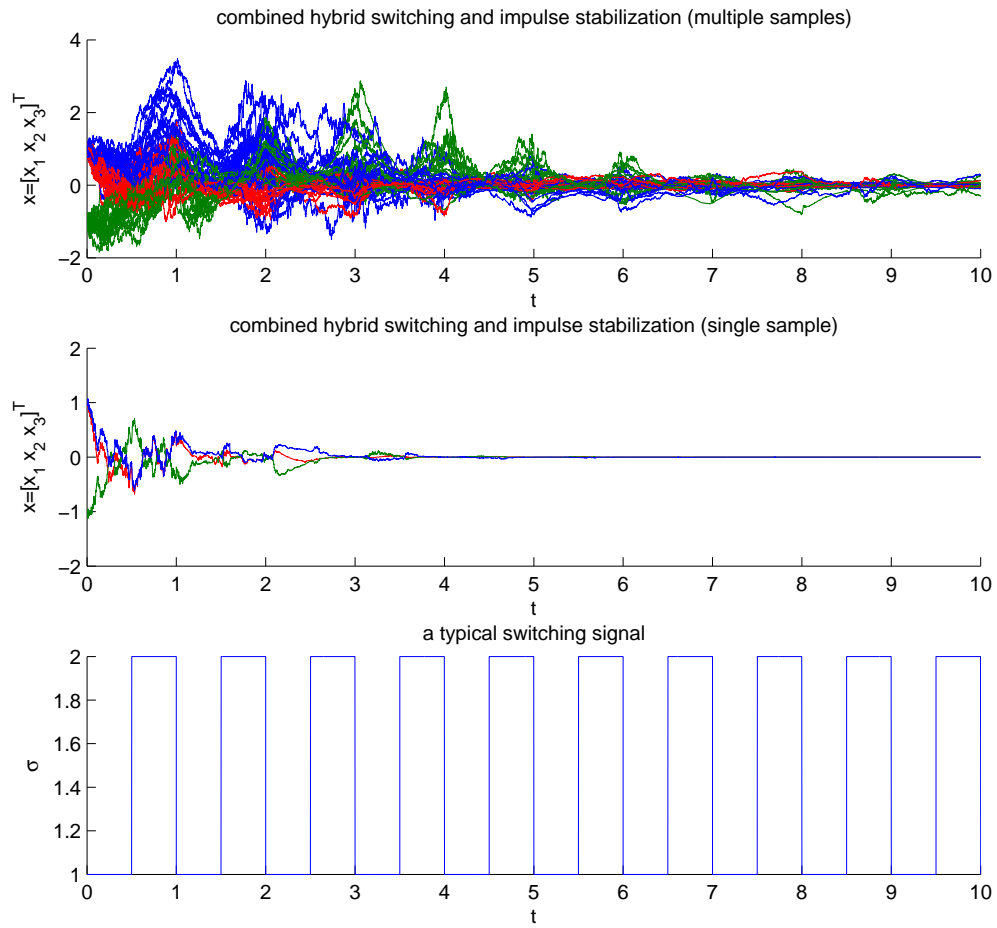 combined hybrid switching and impulse stabilization (multiple samples)
4
2
0
−2
x=[x1 x2 x3]T
0 1 2 3 4 5 6 7 8 9 10
t
combined hybrid switching and impulse stabilization (single sample)
2
1
0
−1
−2
x=[x1 x2 x3]T
0 1 2 3 4 5 6 7 8 9 10
t
a typical switching signal
2
1.8
1.6
1.4
1.2
1
σ
0 1 2 3 4 5 6 7 8 9 10
t